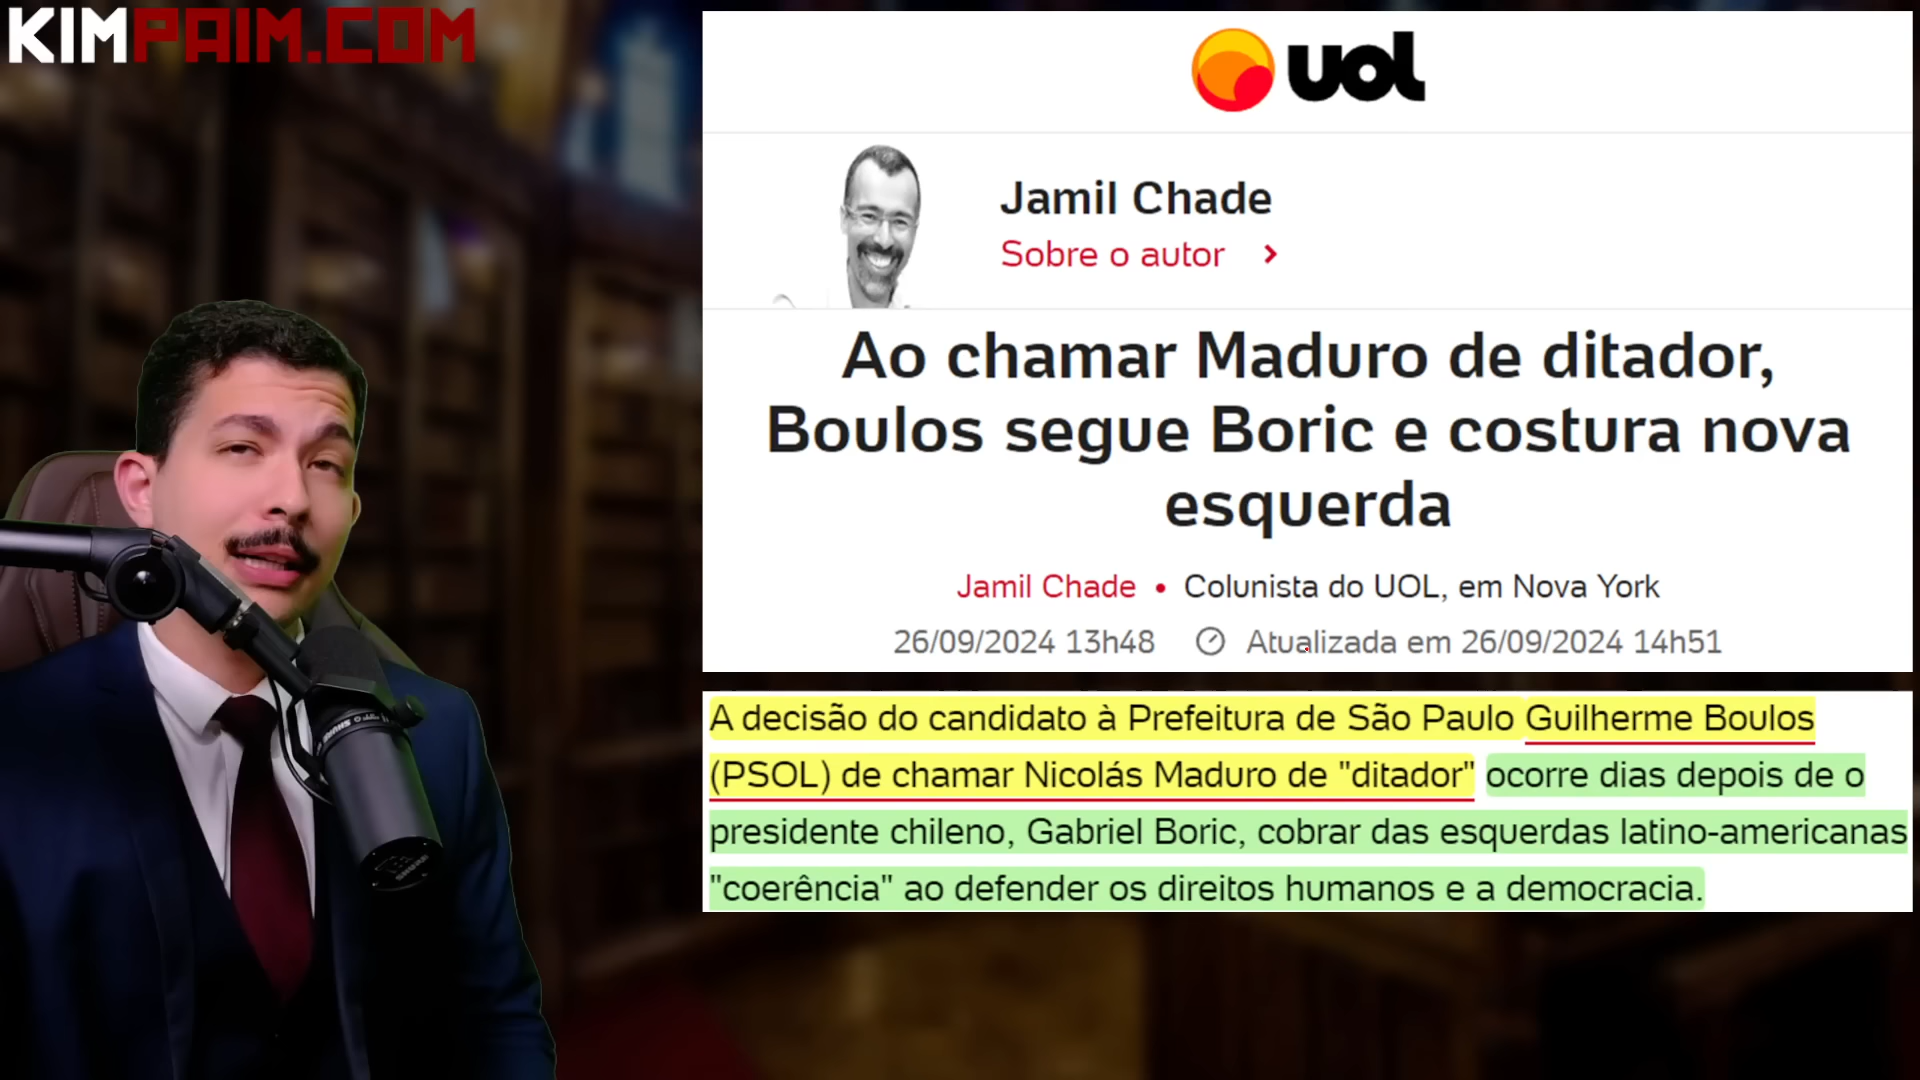 KIMPAIM.COM
uol
Jamil Chade
Sobre o autor
Ao chamar Maduro de ditador,
Boulos segue Boric e costura nova
esquerda
Jamil Chade • Colunista do UOL, em Nova York
26/09/2024 13h48 Atualizada em 26/09/2024 14h51
A decisão do candidato à Prefeitura de São Paulo Guilherme Boulos
(PSOL) de chamar Nicolás Maduro de "ditador" ocorre dias depois de o
presidente chileno, Gabriel Boric, cobrar das esquerdas latino-americanas
"coerência" ao defender os direitos humanos e a democracia.
SHURE
SHURE